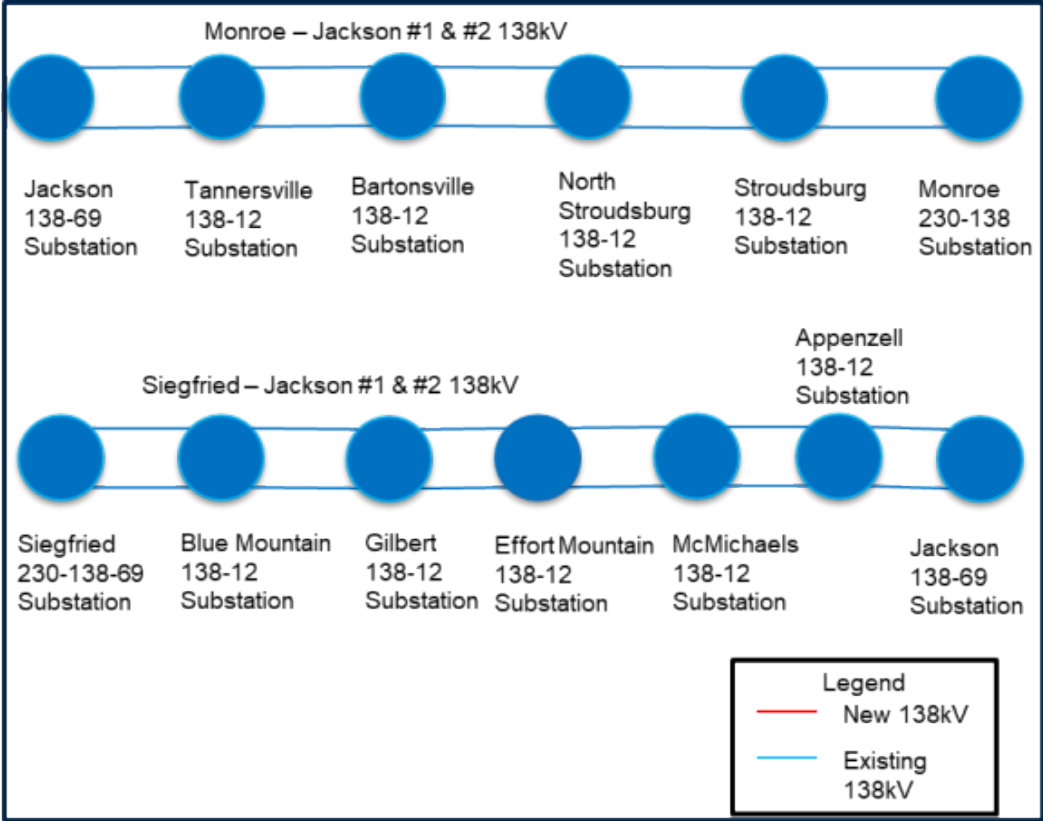 Monroe – Jackson #1 & #2 138kV
Jackson
138-69
Substation
Tannersville
138-12
Substation
Bartonsville
138-12
Substation
North
Stroudsburg
138-12
Substation
Stroudsburg
138-12
Substation
Monroe
230-138
Substation
Appenzell
138-12
Substation
Siegfried – Jackson #1 & #2 138kV
Siegfried
230-138-69
Substation
Blue Mountain
138-12
Substation
Gilbert
138-12
Substation
Effort Mountain
138-12
Substation
McMichaels
138-12
Substation
Jackson
138-69
Substation
Legend
New 138kV
Existing
138kV